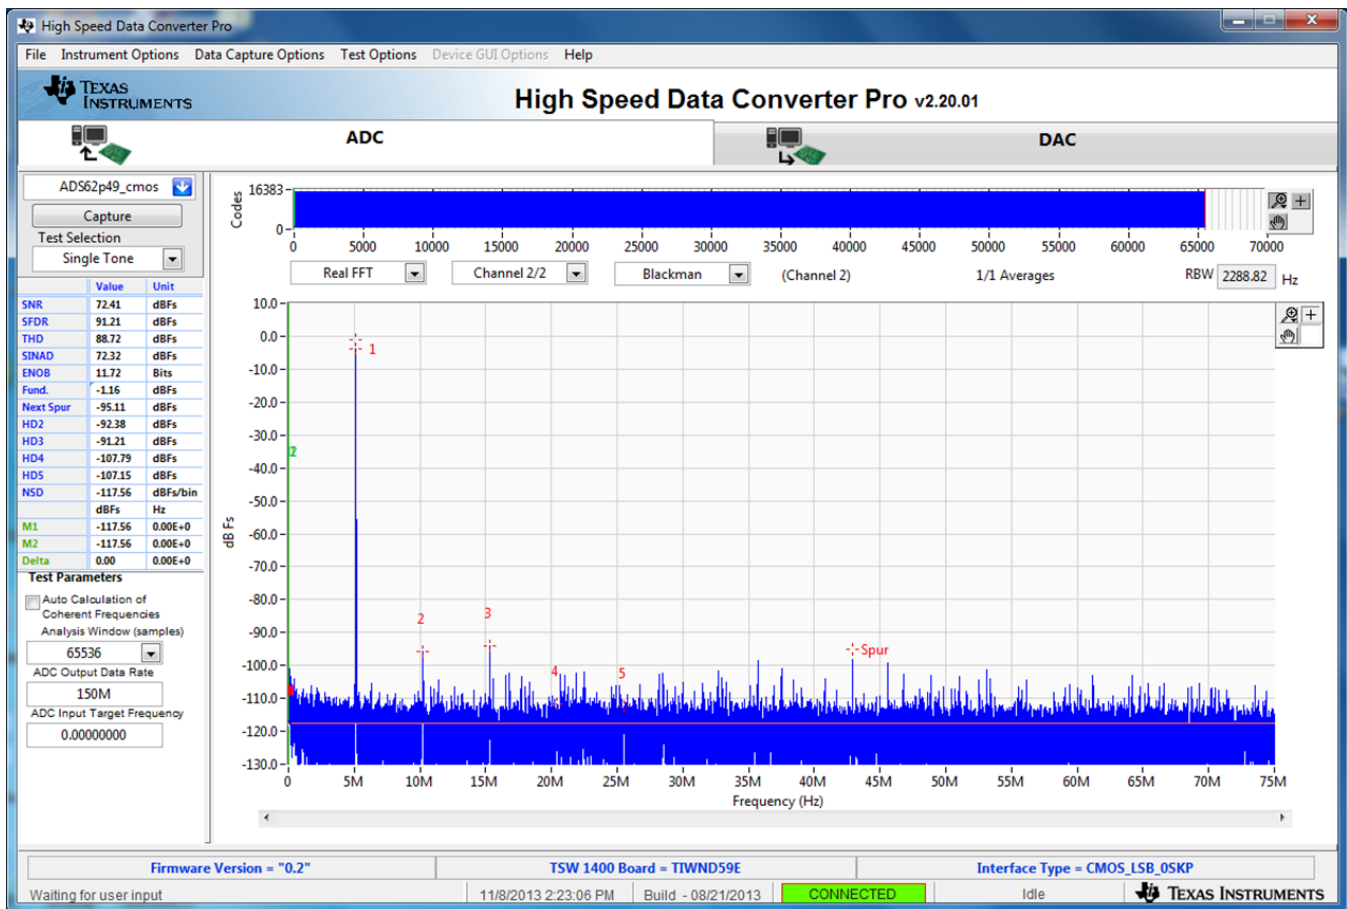 High Speed Data Converter Pro
File Instrument Options Data Capture Options Test Options Device GUI Options Help
TEXAS INSTRUMENTS
High Speed Data Converter Pro v2.20.01
ADC
DAC
ADS62p49_cmos
Capture
Test Selection
Single Tone
Value Unit
SNR 72.41 dBFs
SFDR 91.21 dBFs
THD 88.72 dBFs
SINAD 72.32 dBFs
ENOB 11.72 Bits
Fund. -1.16 dBFs
Next Spur -95.11 dBFs
HD2 -92.38 dBFs
HD3 -91.21 dBFs
HD4 -107.79 dBFs
HD5 -107.15 dBFs
NSD -117.56 dBFs/bin
dBFs Hz
M1 -117.56 0.00E+0
M2 -117.56 0.00E+0
Delta 0.00 0.00E+0
Test Parameters
Auto Calculation of
Coherent Frequencies
Analysis Window (samples)
65536
ADC Output Data Rate
150M
ADC Input Target Frequency
0.00000000
Codes
16383
0
0 5000 10000 15000 20000 25000 30000 35000 40000 45000 50000 55000 60000 65000 70000
Real FFT Channel 2/2 Blackman (Channel 2) 1/1 Averages RBW 2288.82 Hz
dB Fs
10.0
0.0
-10.0
-20.0
-30.0
-40.0
-50.0
-60.0
-70.0
-80.0
-90.0
-100.0
-110.0
-120.0
-130.0
1
2
3
4
5
Spur
0 5M 10M 15M 20M 25M 30M 35M 40M 45M 50M 55M 60M 65M 70M 75M
Frequency (Hz)
Firmware Version = "0.2" TSW 1400 Board = TIWND59E Interface Type = CMOS_LSB_0SKP
Waiting for user input 11/8/2013 2:23:06 PM Build - 08/21/2013 CONNECTED Idle TEXAS INSTRUMENTS